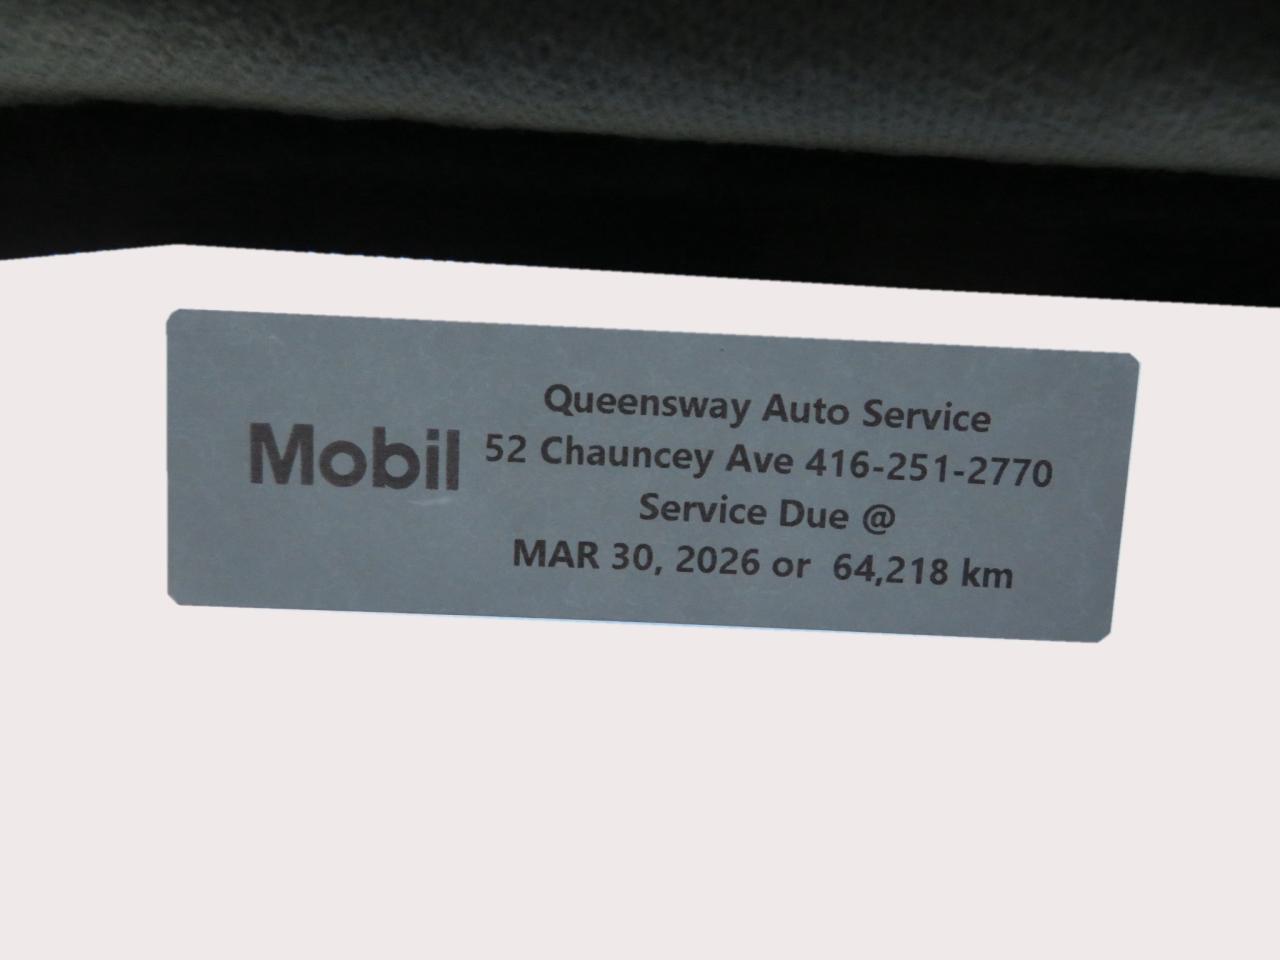 Mobil
Queensway Auto Service
52 Chauncey Ave 416-251-2770
Service Due @
MAR 30, 2026 or 64,218 km